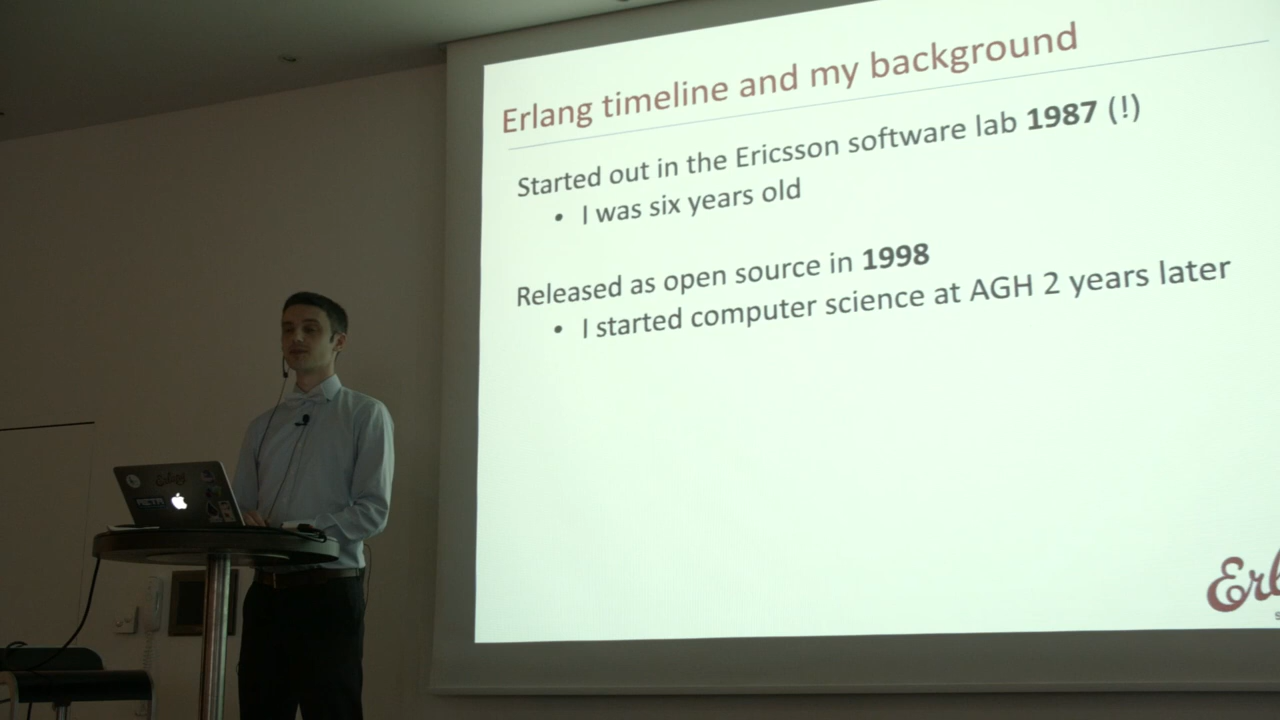 Erlang timeline and my background
Started out in the Ericsson software lab 1987 (!)
• I was six years old
Released as open source in 1998
• I started computer science at AGH 2 years later
Erl